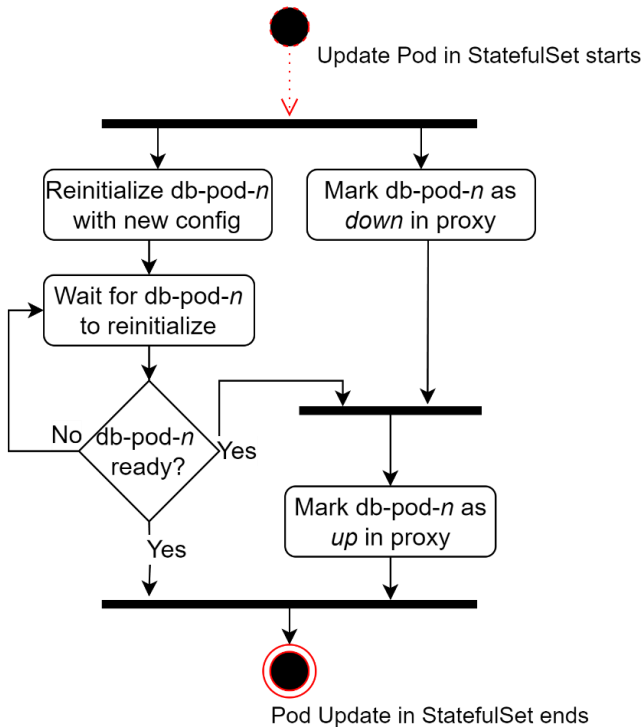 Update Pod in StatefulSet starts
Reinitialize db-pod-n
with new config
Mark db-pod-n as
down in proxy
Wait for db-pod-n
to reinitialize
No
db-pod-n
ready?
Yes
Mark db-pod-n as
up in proxy
Yes
Pod Update in StatefulSet ends